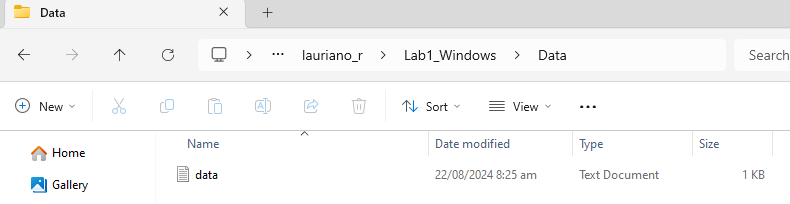 Data
lauriano_r Lab1_Windows Data Search
New Sort View
Name Date modified Type Size
Home
data 22/08/2024 8:25 am Text Document 1 KB
Gallery